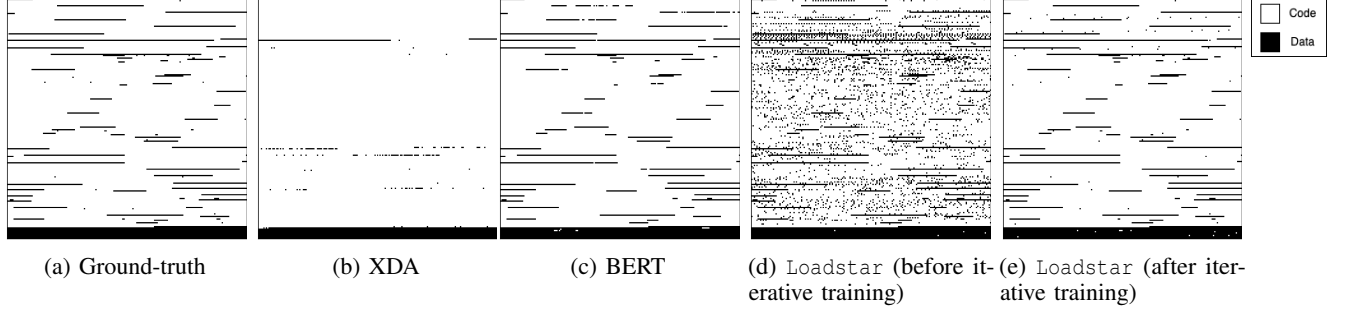 Code
Data
(a) Ground-truth
(b) XDA
(c) BERT
(d) Loadstar (before it-
erative training)
(e) Loadstar (after iter-
ative training)